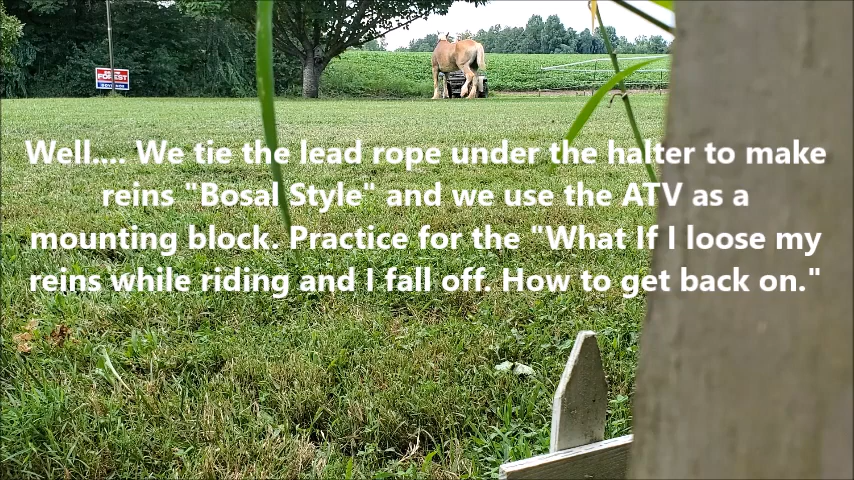 FOREST
Well.... We tie the lead rope under the halter to make
reins "Bosal Style" and we use the ATV as a
mounting block. Practice for the "What If I loose my
reins while riding and I fall off. How to get back on."